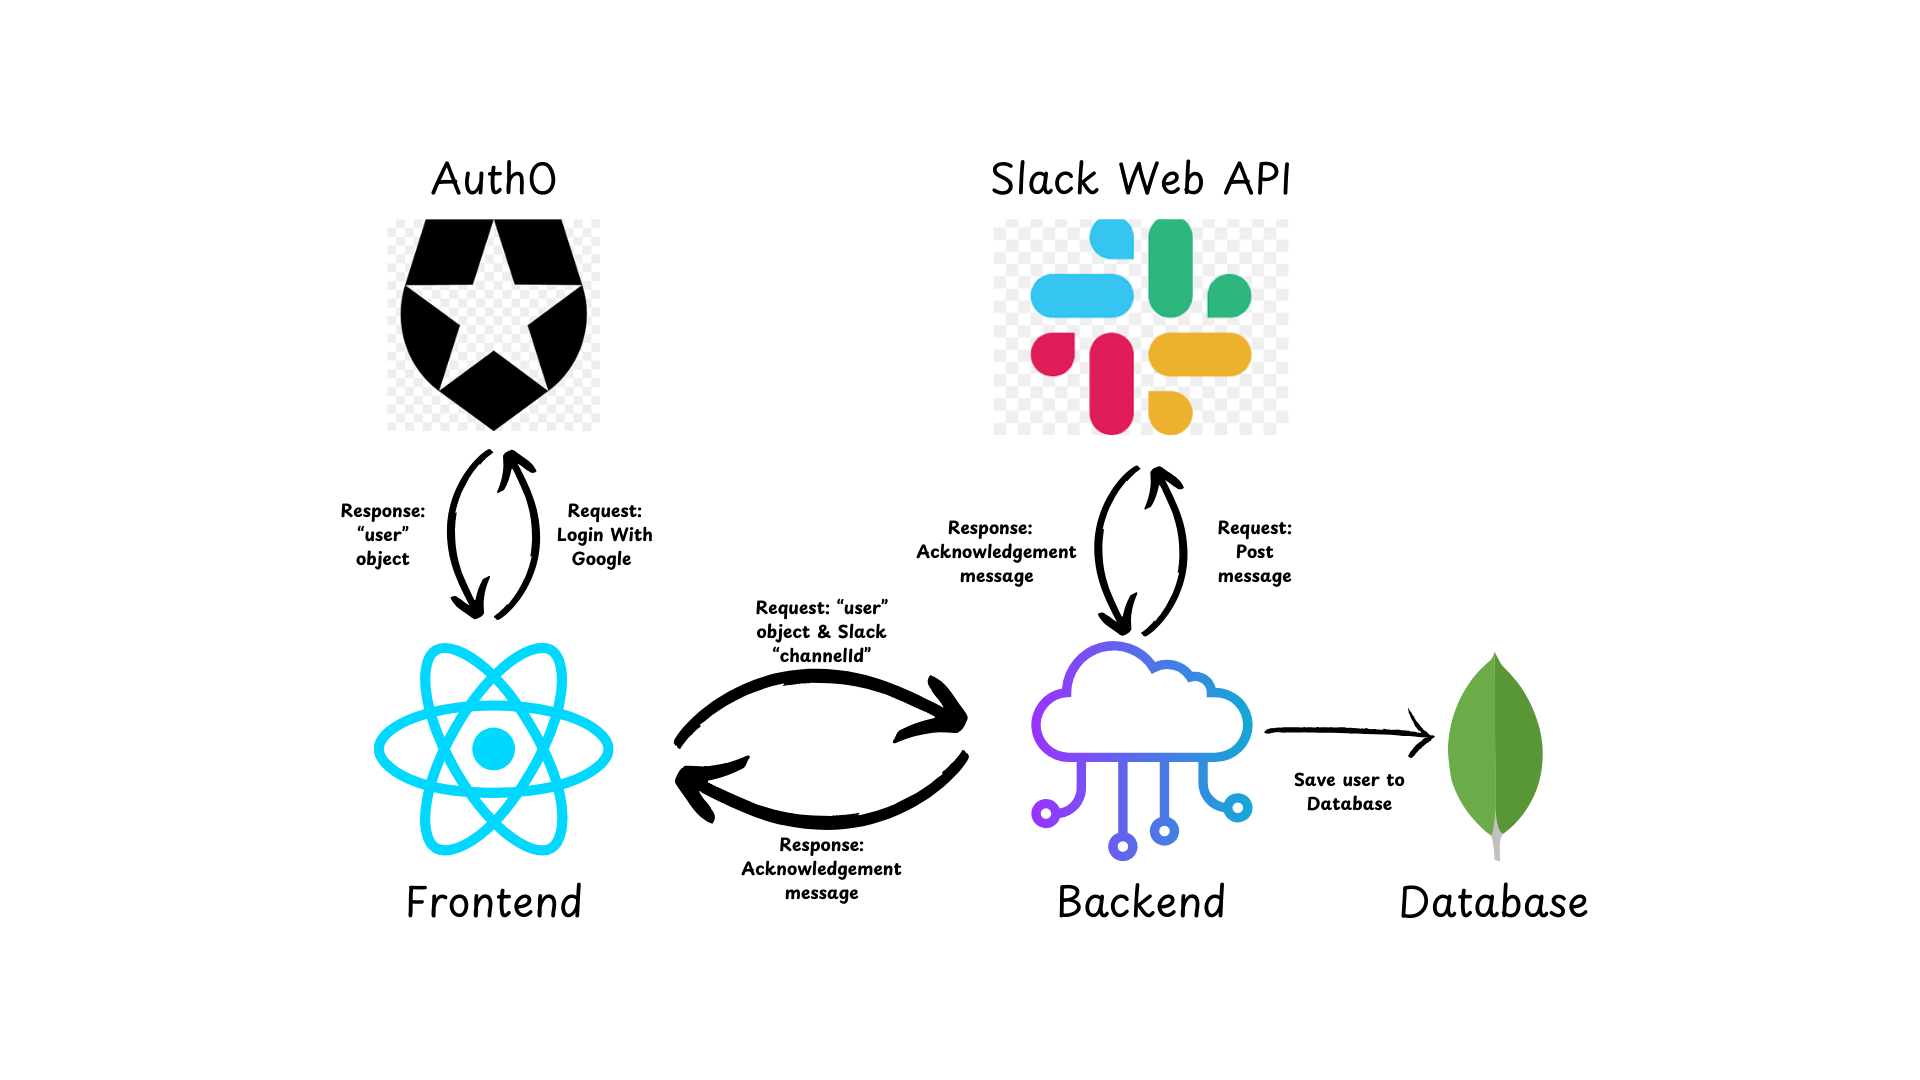 Auth0
Slack Web API
Response:
“user”
object
Request:
Login With
Google
Response:
Acknowledgement
message
Request:
Post
message
Request: “user”
object & Slack
“channelId”
Save user to
Database
Response:
Acknowledgement
message
Frontend
Backend
Database